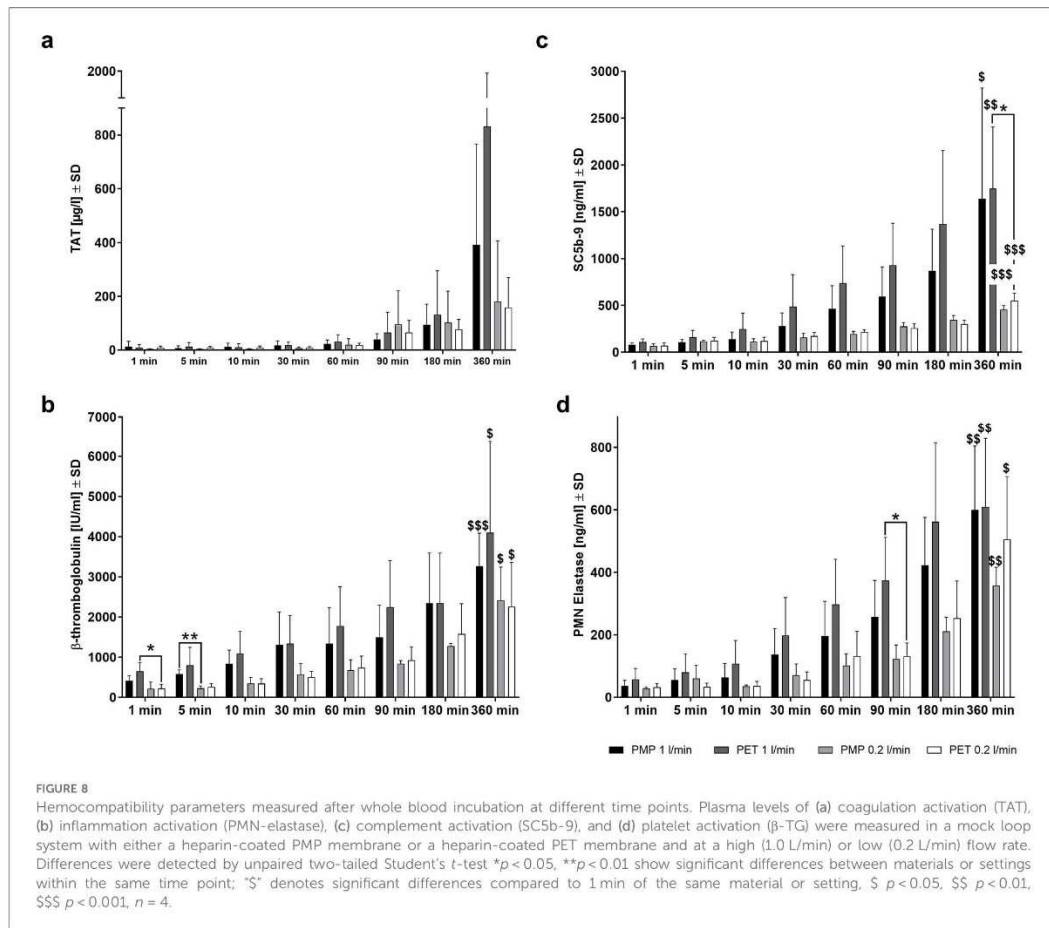 a
TAT [µg/l] ± SD
2000
800
600
400
200
0
1 min 5 min 10 min 30 min 60 min 90 min 180 min 360 min
c
SC5b-9 [ng/ml] ± SD
3000
2500
2000
1500
1000
500
0
$
$$
*
$$$
$$$
1 min 5 min 10 min 30 min 60 min 90 min 180 min 360 min
b
β-thromboglobulin [IU/ml] ± SD
7000
6000
5000
4000
3000
2000
1000
0
*
**
$$$
$
$
$
1 min 5 min 10 min 30 min 60 min 90 min 180 min 360 min
d
PMN Elastase [ng/ml] ± SD
800
600
400
200
0
*
$$
$$
$$
$
1 min 5 min 10 min 30 min 60 min 90 min 180 min 360 min
PMP 1 l/min PET 1 l/min PMP 0.2 l/min PET 0.2 l/min
FIGURE 8
Hemocompatibility parameters measured after whole blood incubation at different time points. Plasma levels of (a) coagulation activation (TAT),
(b) inflammation activation (PMN-elastase), (c) complement activation (SC5b-9), and (d) platelet activation (β-TG) were measured in a mock loop
system with either a heparin-coated PMP membrane or a heparin-coated PET membrane and at a high (1.0 L/min) or low (0.2 L/min) flow rate.
Differences were detected by unpaired two-tailed Student's t-test *p < 0.05, **p < 0.01 show significant differences between materials or settings
within the same time point; "$" denotes significant differences compared to 1 min of the same material or setting, $ p < 0.05, $$ p < 0.01,
$$$ p < 0.001, n = 4.